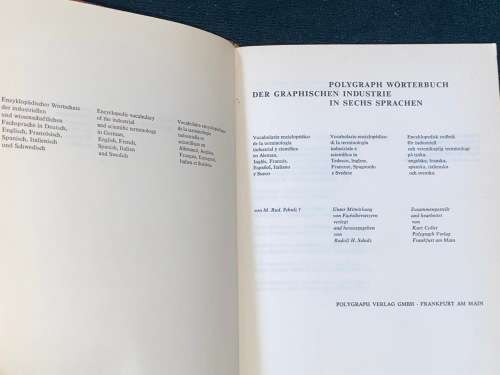 Enzyklopädischer Wortschatz
der industriellen
und wissenschaftlichen
Fachsprache in Deutsch,
Englisch, Französisch,
Spanisch, Italienisch
und Schwedisch
Encyclopedic vocabulary
of the industrial
and scientific terminology
in German,
English, French,
Spanish, Italian
and Swedish
Vocabulaire
de la terminologie
industrielle et
scientifique en
Allemand, Anglais,
Français, Espagnol,
Italien et Suédois
POLYGRAPH WÖRTERBUCH
DER GRAPHISCHEN INDUSTRIE
IN SECHS SPRACHEN
Vocabulario enciclopédico
de la terminología
industrial y científica
en Alemán,
Inglés, Francés,
Español, Italiano
y Sueco
Vocabolario enciclopedico
di la terminologia
industriale e
scientifica in
Tedesco, Inglese,
Francese, Spagnuolo
e Svedese
Encyklopedisk ordbok
för industriell
och vetenskaplig terminologi
på tyska,
engelska, franska,
spanska, italienska
och svenska
von M. Rud. Schulz †
Unter Mitwirkung
von Fachübersetzern
verlegt
und herausgegeben
von
Rudolf H. Schulz
Zusammengestellt
und bearbeitet
von
Kurt
Polygraph Verlag
Frankfurt am Main
POLYGRAPH VERLAG GMBH · FRANKFURT AM MAIN